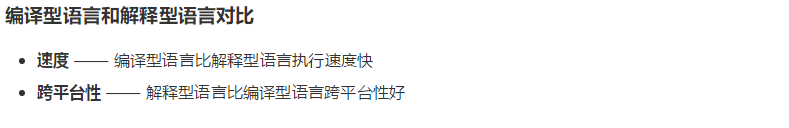 编译型语言和解释型语言对比
• 速度 —— 编译型语言比解释型语言执行速度快
• 跨平台性 —— 解释型语言比编译型语言跨平台性好